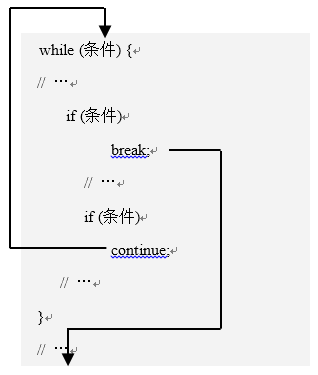 while (条件) {
// …
if (条件)
break;
// …
if (条件)
continue;
// …
}
// …